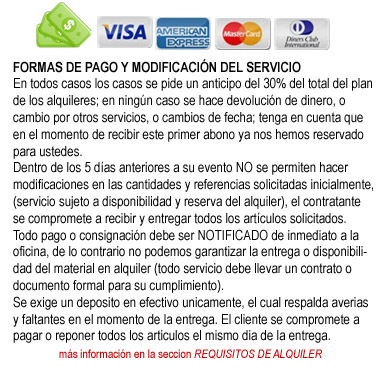 VISA
AMERICAN
EXPRESS
MasterCard
Diners Club
International
FORMAS DE PAGO Y MODIFICACIÓN DEL SERVICIO
En todos casos los casos se pide un anticipo del 30% del total del plan
de los alquileres; en ningún caso se hace devolución de dinero, o
cambio por otros servicios, o cambios de fecha; tenga en cuenta que
en el momento de recibir este primer abono ya nos hemos reservado
para ustedes.
Dentro de los 5 días anteriores a su evento NO se permiten hacer
modificaciones en las cantidades y referencias solicitadas inicialmente,
(servicio sujeto a disponibilidad y reserva del alquiler), el contratante
se compromete a recibir y entregar todos los artículos solicitados.
Todo pago o consignación debe ser NOTIFICADO de inmediato a la
oficina, de lo contrario no podemos garantizar la entrega o disponibili-
dad del material en alquiler (todo servicio debe llevar un contrato o
documento formal para su cumplimiento).
Se exige un deposito en efectivo unicamente, el cual respalda averias
y faltantes en el momento de la entrega. El cliente se compromete a
pagar o reponer todos los articulos el mismo dia de la entrega.
más información en la seccion REQUISITOS DE ALQUILER